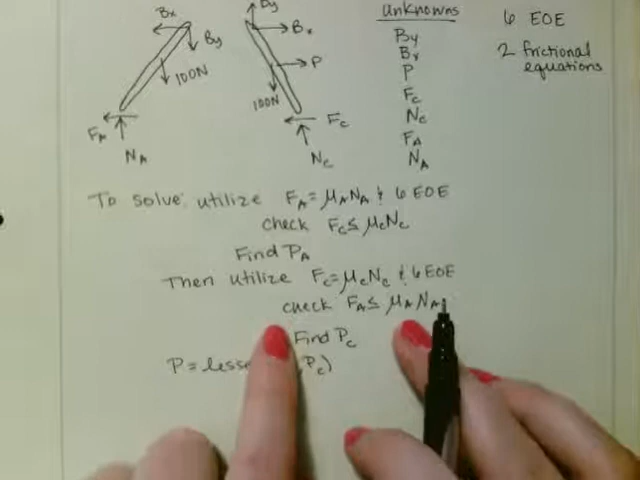 By
Bx
Bx
By
P
100N
100N
FA
NA
FC
NC
Unknowns
By
Bx
P
FC
NC
FA
NA
6 EOE
2 frictional
equations
To solve: utilize FA = μANA & 6 EOE
check FC ≤ μCNC
Find PA
Then utilize FC = μCNC & 6 EOE
check FA ≤ μANA
Find PC
P = PC)